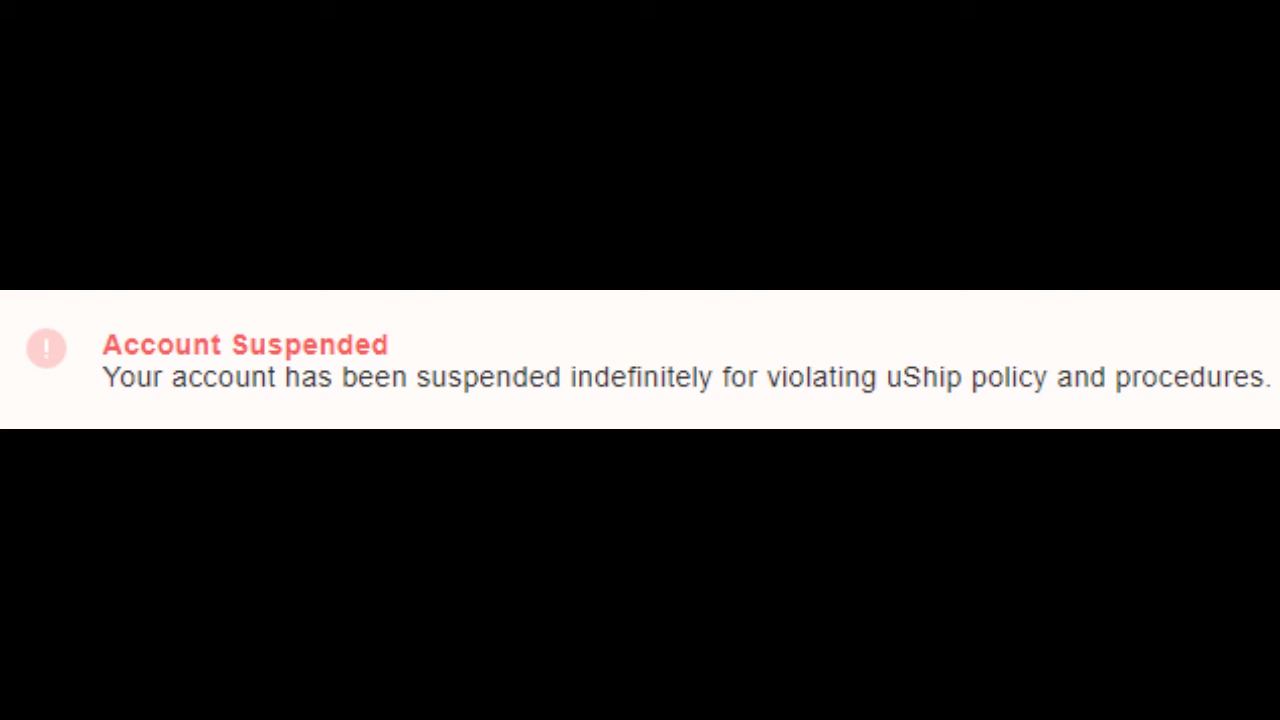 Account Suspended
Your account has been suspended indefinitely for violating uShip policy and procedures.